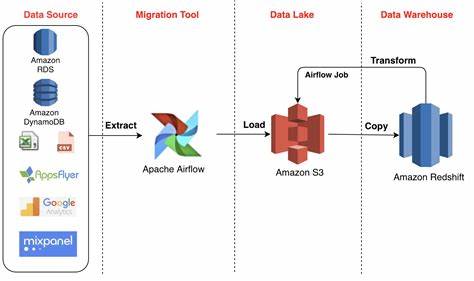 Data Source
Migration Tool
Data Lake
Data Warehouse
Amazon
RDS
Amazon
DynamoDB
CSV
AppsFlyer
Google
Analytics
mixpanel
Extract
Apache Airflow
Load
Airflow Job
Transform
Amazon S3
Copy
Amazon Redshift